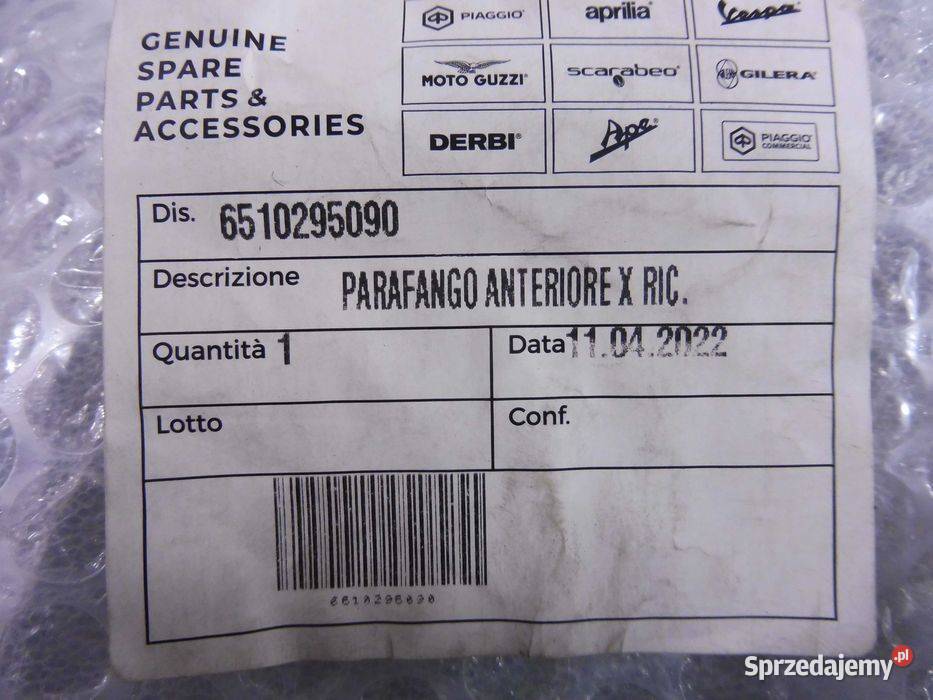 GENUINE
SPARE
PARTS &
ACCESSORIES
PIAGGIO®
aprilia®
Vespa®
MOTO GUZZI®
scarabeo®
GILERA®
DERBI®
Ape®
PIAGGIO®
COMMERCIAL
Dis. 6510295090
Descrizione PARAFANGO ANTERIORE X RIC.
Quantità 1
Data 11.04.2022
Lotto
Conf.
6510295090
Sprzedajemy.pl